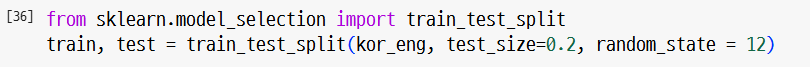 [36] from sklearn.model_selection import train_test_split
train, test = train_test_split(kor_eng, test_size=0.2, random_state = 12)